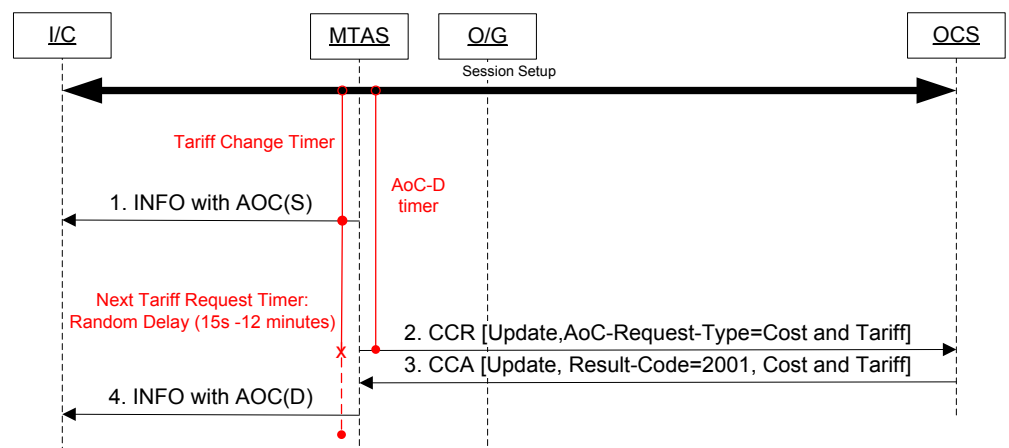 I/C
MTAS
O/G
OCS
Session Setup
Tariff Change Timer
AoC-D
timer
1. INFO with AOC(S)
Next Tariff Request Timer:
Random Delay (15s -12 minutes)
x
2. CCR [Update,AoC-Request-Type=Cost and Tariff]
3. CCA [Update, Result-Code=2001, Cost and Tariff]
4. INFO with AOC(D)